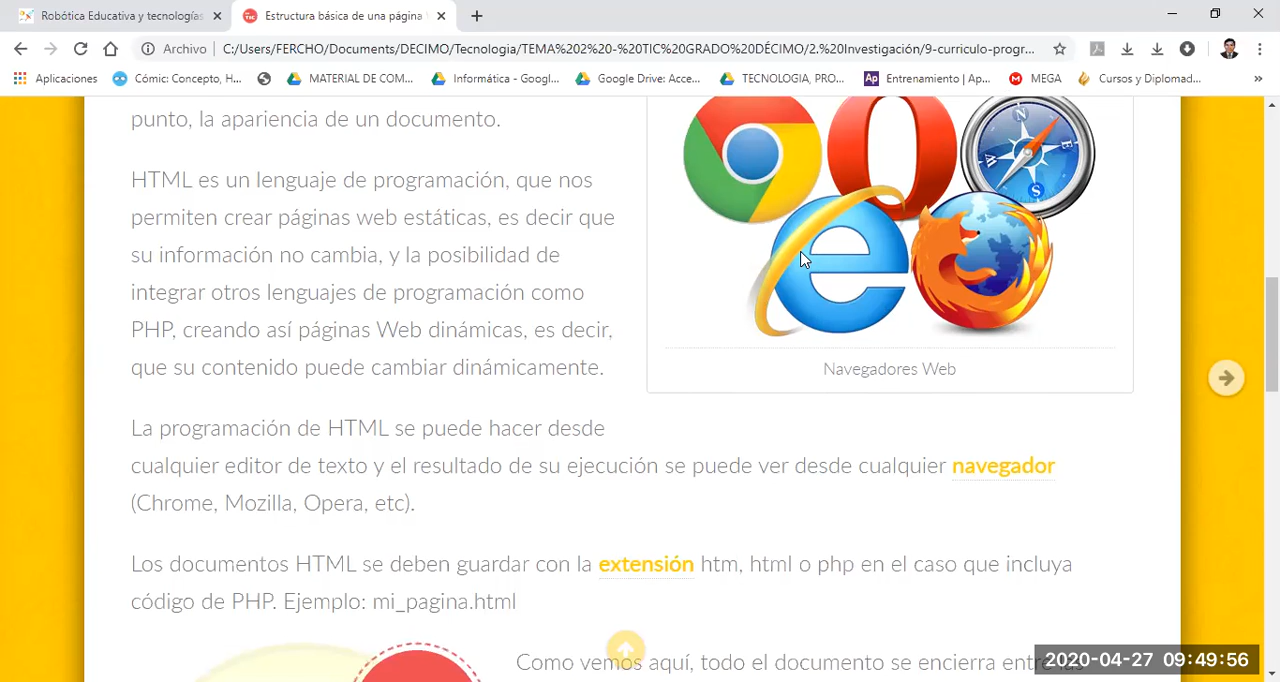 Robótica Educativa y tecnologías
Estructura básica de una página
Archivo
C:/Users/FERCHO/Documents/DECIMO/Tecnologia/TEMA%202%20-%20TIC%20GRADO%20DÉCIMO/2.%20Investigación/9-curriculo-progr...
Aplicaciones
Cómic: Concepto, H...
MATERIAL DE COM...
Informática - Googl...
Google Drive: Acce...
TECNOLOGIA, PRO...
Ap Entrenamiento | Ap...
MEGA
Cursos y Diplomad...
»
punto, la apariencia de un documento.
HTML es un lenguaje de programación, que nos
permiten crear páginas web estáticas, es decir que
su información no cambia, y la posibilidad de
integrar otros lenguajes de programación como
PHP, creando así páginas Web dinámicas, es decir,
que su contenido puede cambiar dinámicamente.
N
E
S
W
Navegadores Web
La programación de HTML se puede hacer desde
cualquier editor de texto y el resultado de su ejecución se puede ver desde cualquier navegador
(Chrome, Mozilla, Opera, etc).
Los documentos HTML se deben guardar con la extensión htm, html o php en el caso que incluya
código de PHP. Ejemplo: mi_pagina.html
Como vemos aquí, todo el documento se encierra entre
2020-04-27 09:49:56